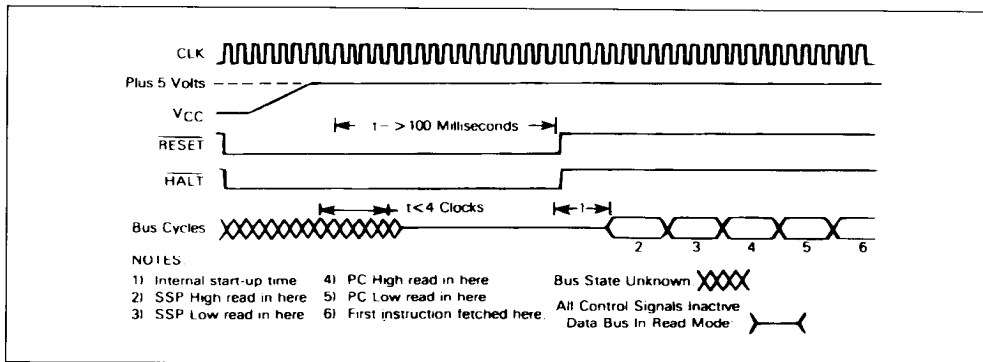 CLK
Plus 5 Volts
VCC
t - > 100 Milliseconds
RESET
HALT
t < 4 Clocks
1
Bus Cycles
2 3 4 5 6
NOTES:
1) Internal start-up time
2) SSP High read in here
3) SSP Low read in here
4) PC High read in here
5) PC Low read in here
6) First instruction fetched here.
Bus State Unknown:
All Control Signals Inactive
Data Bus In Read Mode: